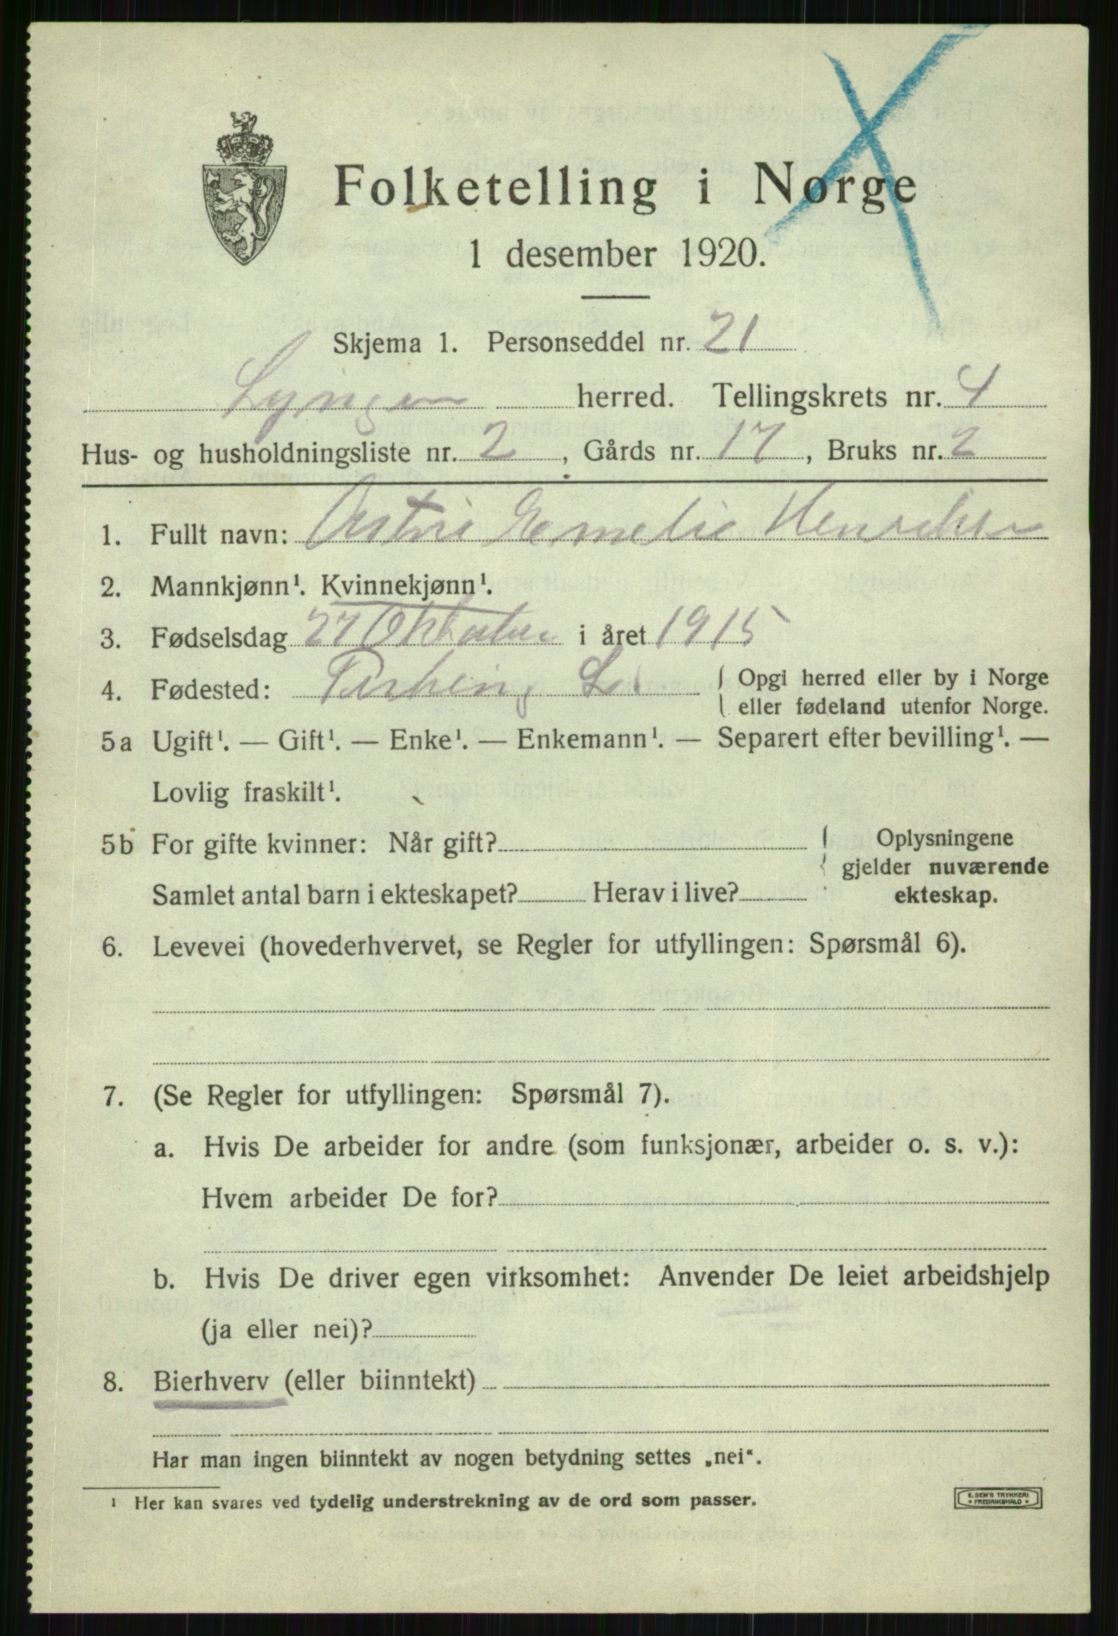 Folketelling i Norge
1 desember 1920.
Skjema 1. Personseddel nr. 21
Lyngen herred. Tellingskrets nr. 4
Hus- og husholdningsliste nr. 2, Gårds nr. 17, Bruks nr. 2
1. Fullt navn: Emelie
2. Mannkjønn¹. Kvinnekjønn¹.
3. Fødselsdag 27 Oktober i året 1915
4. Fødested: L. { Opgi herred eller by i Norge
eller fødeland utenfor Norge.
5a Ugift¹. — Gift¹. — Enke¹. — Enkemann¹. — Separert efter bevilling¹. —
Lovlig fraskilt¹.
5b For gifte kvinner: Når gift? { Oplysningene
gjelder nuværende
Samlet antal barn i ekteskapet? Herav i live? ekteskap.
6. Levevei (hovederhvervet, se Regler for utfyllingen: Spørsmål 6).
7. (Se Regler for utfyllingen: Spørsmål 7).
a. Hvis De arbeider for andre (som funksjonær, arbeider o. s. v.):
Hvem arbeider De for?
b. Hvis De driver egen virksomhet: Anvender De leiet arbeidshjelp
(ja eller nei)?
8. Bierhverv (eller biinntekt)
Har man ingen biinntekt av nogen betydning settes „nei“.
¹ Her kan svares ved tydelig understrekning av de ord som passer.
E. SEM'S TRYKKERI
• FREDRIKSHALD •